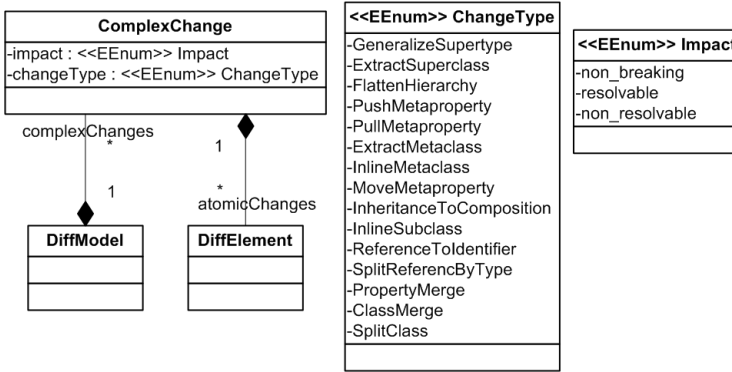 ComplexChange
-impact : <<EEnum>> Impact
-changeType : <<EEnum>> ChangeType
complexChanges
*
1
1
*
atomicChanges
DiffModel
DiffElement
<<EEnum>> ChangeType
-GeneralizeSupertype
-ExtractSuperclass
-FlattenHierarchy
-PushMetaproperty
-PullMetaproperty
-ExtractMetaclass
-InlineMetaclass
-MoveMetaproperty
-InheritanceToComposition
-InlineSubclass
-ReferenceToIdentifier
-SplitReferencByType
-PropertyMerge
-ClassMerge
-SplitClass
<<EEnum>> Impact
-non_breaking
-resolvable
-non_resolvable